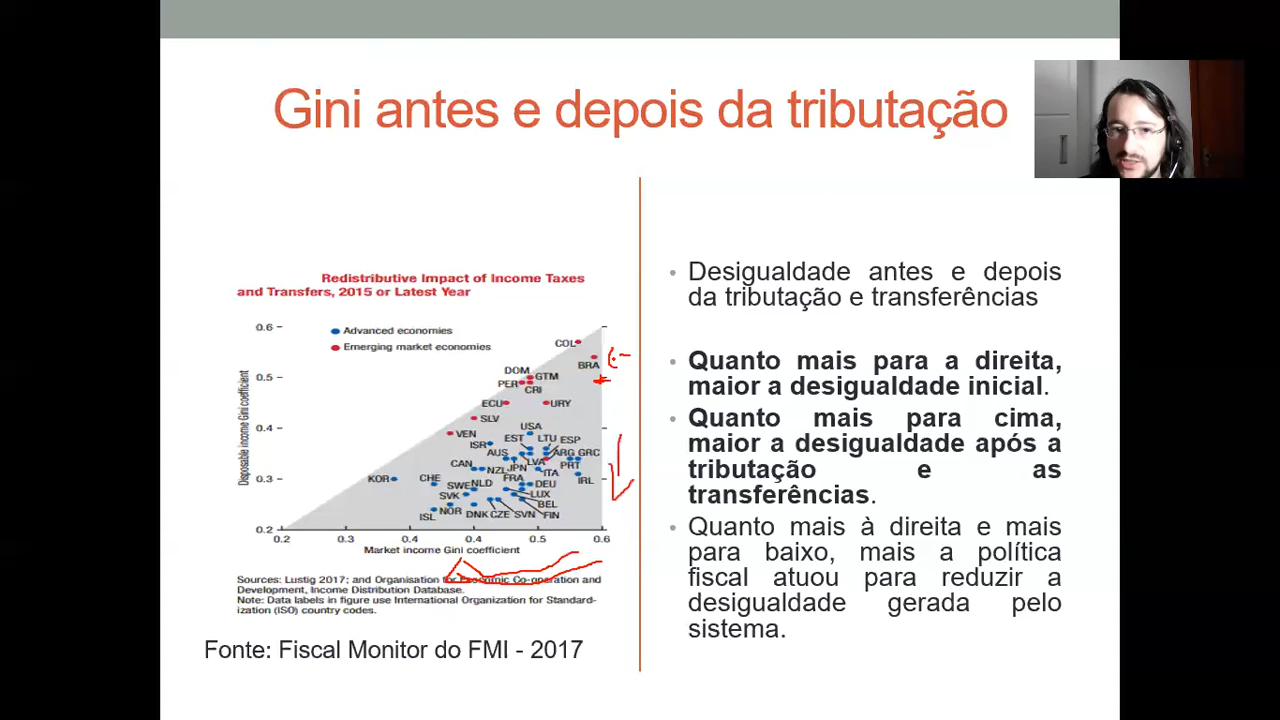 Gini antes e depois da tributação
Redistributive Impact of Income Taxes
and Transfers, 2015 or Latest Year
0.6
Advanced economies
Emerging market economies
COL
BRA
DOM
GTM
0.5
PER
CRI
ECU
URY
SLV
USA
0.4
VEN
EST
LTU
ESP
ISR
AUS
LVA
ARG
GRC
CAN
NZL
JPN
ITA
PRT
KOR
CHE
FRA
IRL
0.3
SWE
NLD
DEU
SVK
LUX
NOR
BEL
ISL
DNK
CZE
SVN
FIN
0.2
0.2
0.3
0.4
0.5
0.6
Disposable income Gini coefficient
Market income Gini coefficient
Sources: Lustig 2017; and Organisation for Economic Co-operation and
Development, Income Distribution Database.
Note: Data labels in figure use International Organization for Standard-
ization (ISO) country codes.
Fonte: Fiscal Monitor do FMI - 2017
• Desigualdade antes e depois
da tributação e transferências
• Quanto mais para a direita,
maior a desigualdade inicial.
• Quanto mais para cima,
maior a desigualdade após a
tributação e as
transferências.
• Quanto mais à direita e mais
para baixo, mais a política
fiscal atuou para reduzir a
desigualdade gerada pelo
sistema.